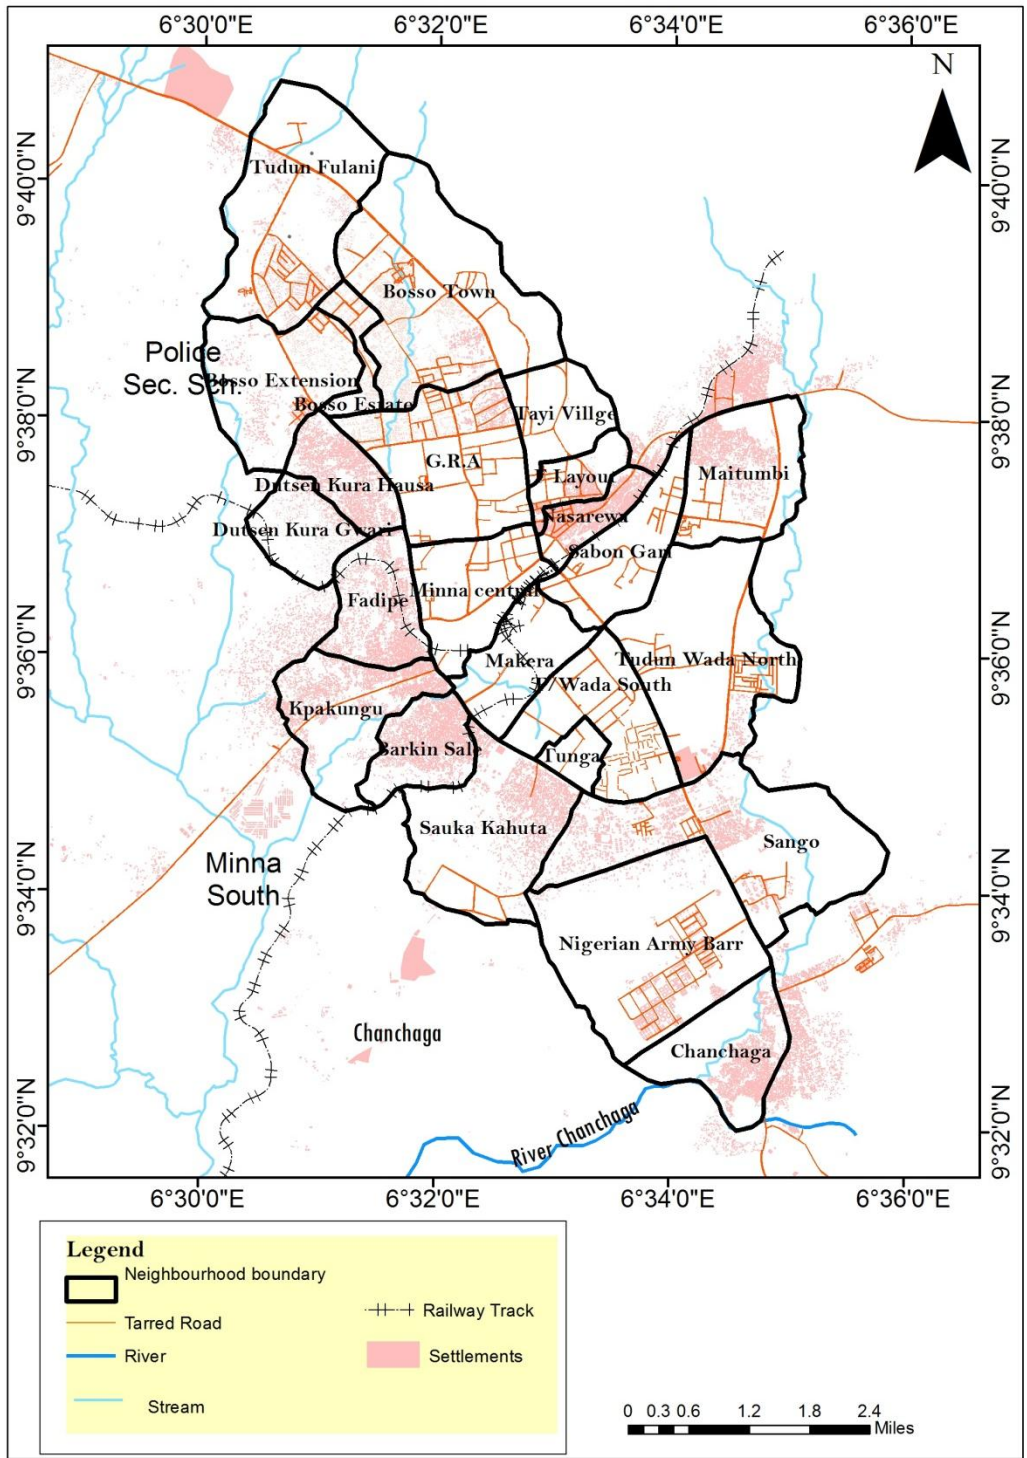 6°30'0"E
6°32'0"E
6°34'0"E
6°36'0"E
N
9°40'0"N
9°40'0"N
Tudun Fulani
Bosso Town
Police
Sec. Sch.
Bosso Extension
Bosso Estate
9°38'0"N
9°38'0"N
Tayi Villge
G.R.A
F Layout
Maitumbi
Dutsen Kura Hausa
Nasarewa
Dutsen Kura Gwari
Sabon Gari
Minna central
Fadipe
9°36'0"N
9°36'0"N
Makera
Tudun Wada North
T/Wada South
Kpakungu
Barkin Sale
Tunga
Sauka Kahuta
Sango
Minna
South
9°34'0"N
9°34'0"N
Nigerian Army Barr
Chanchaga
Chanchaga
River Chanchaga
9°32'0"N
9°32'0"N
6°30'0"E
6°32'0"E
6°34'0"E
6°36'0"E
Legend
Neighbourhood boundary
Tarred Road
Railway Track
River
Settlements
Stream
0 0.3 0.6 1.2 1.8 2.4
Miles